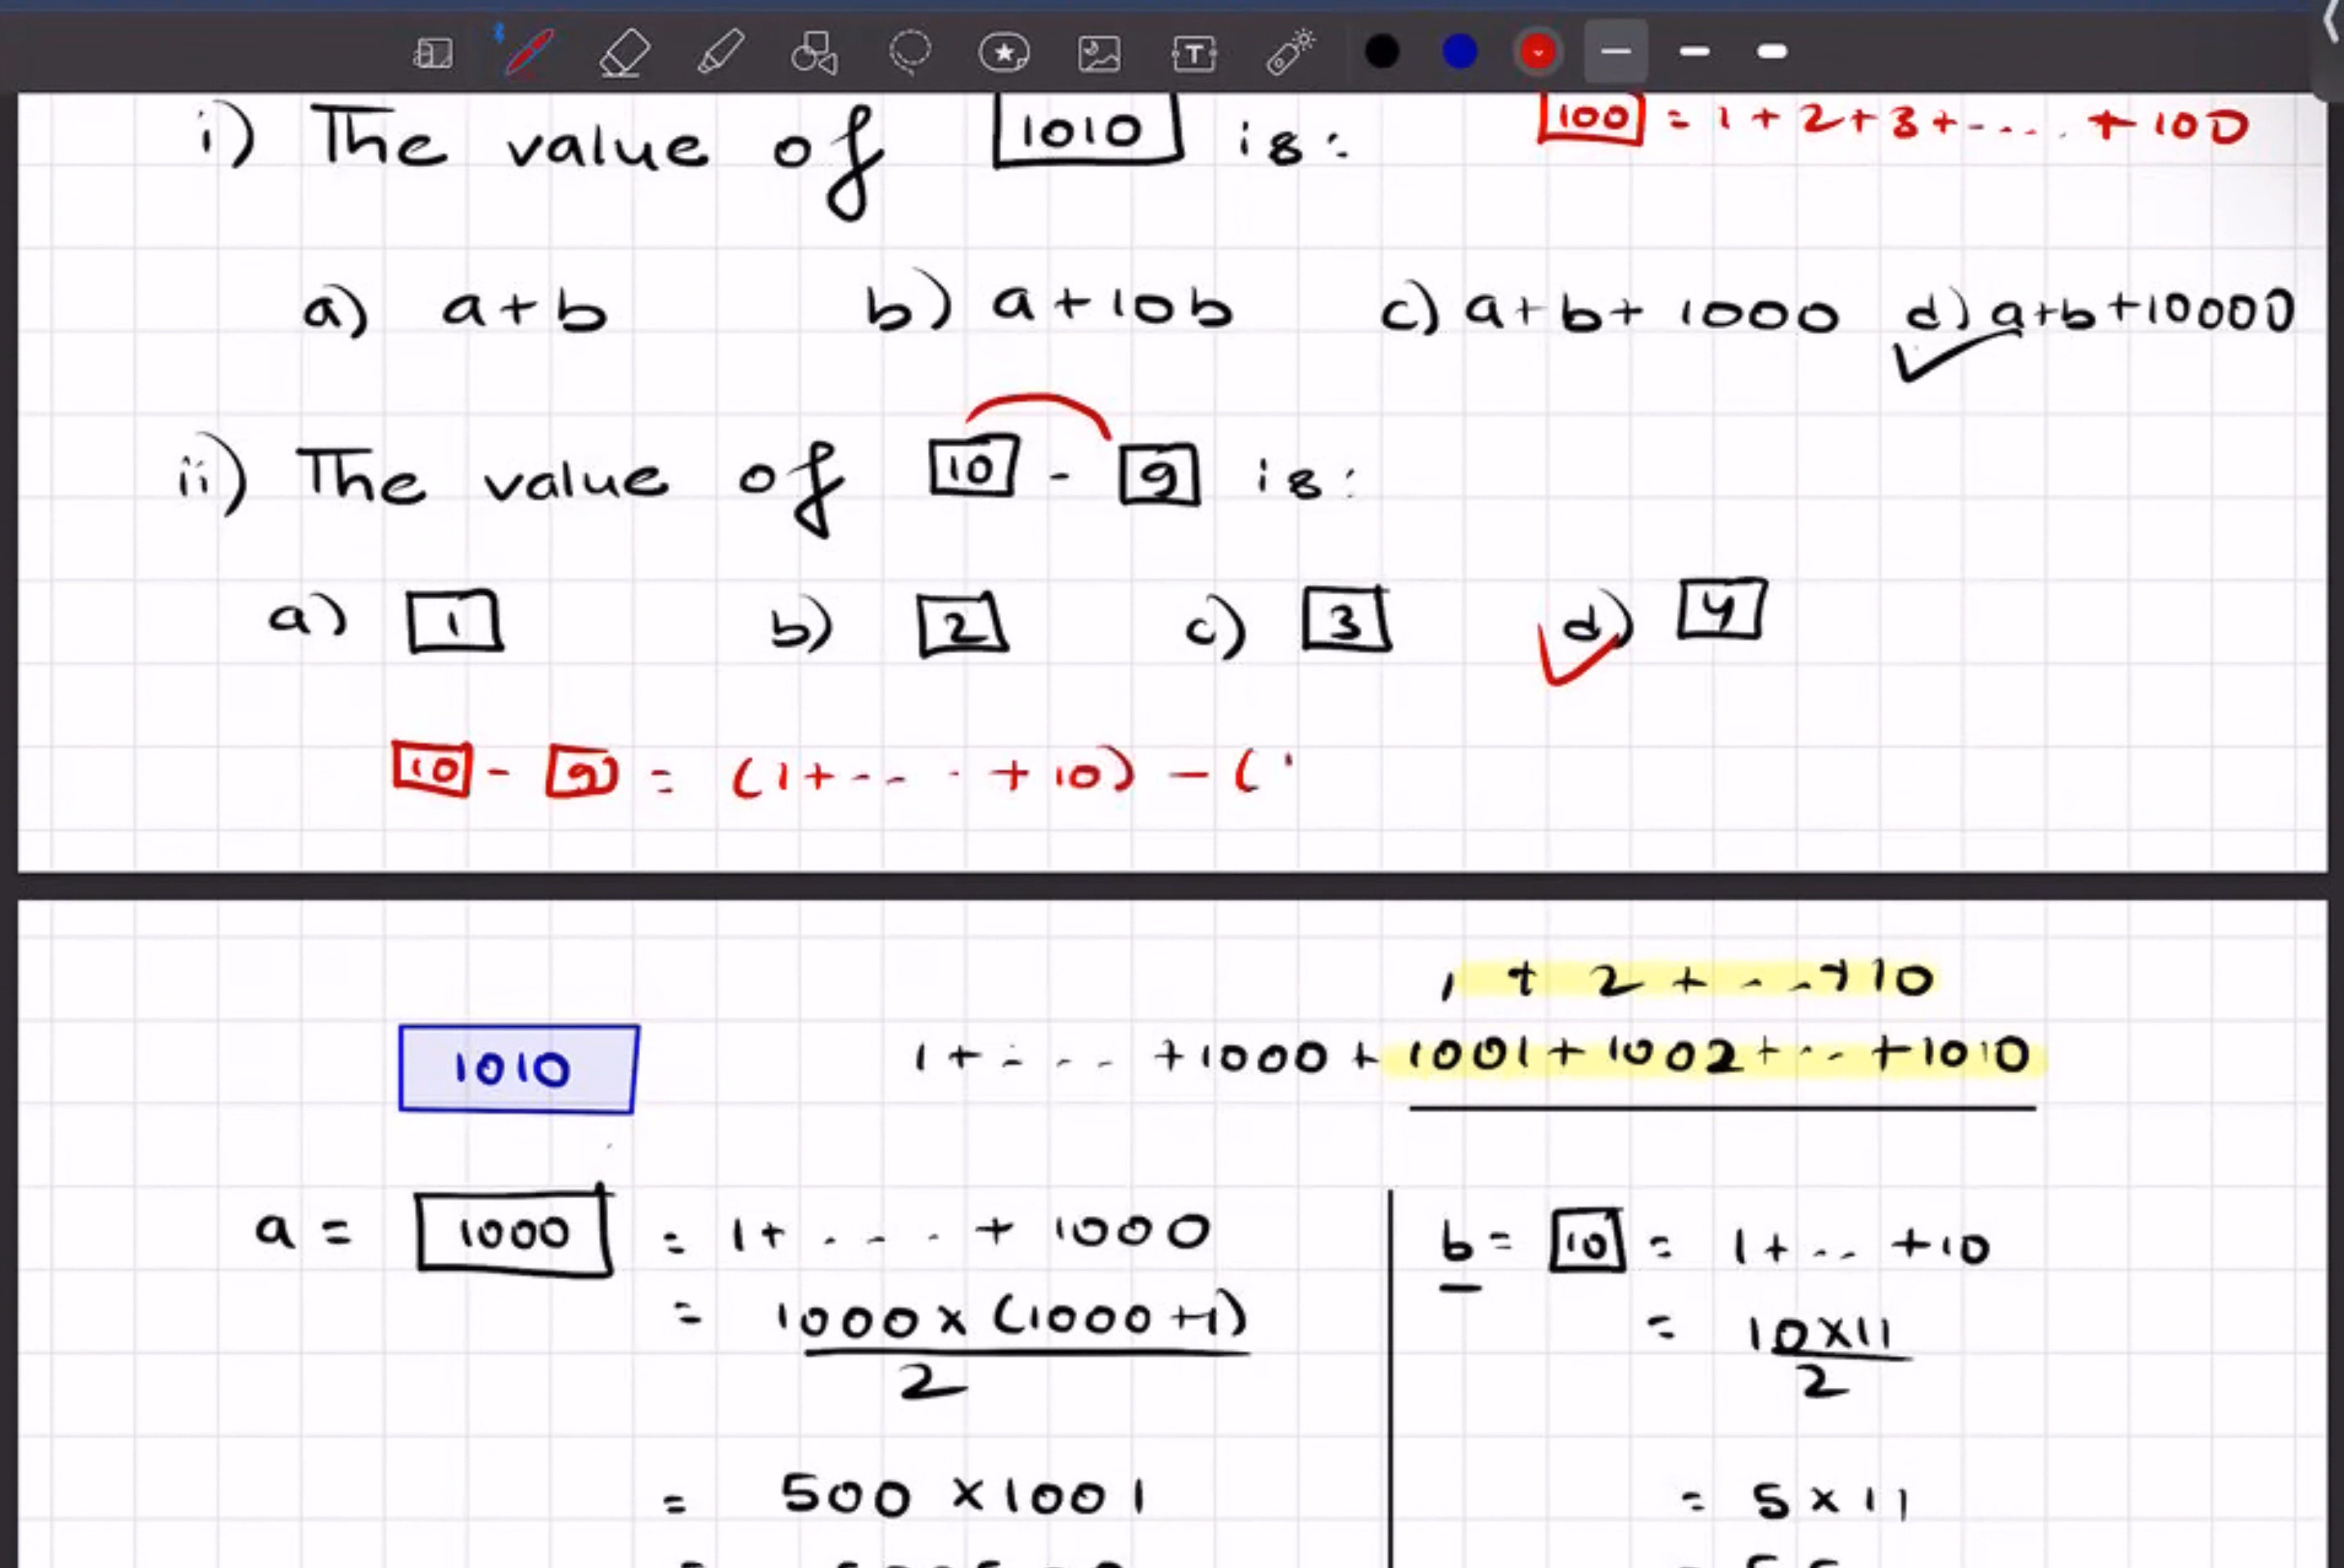 i) The value of 1010 is:
100 = 1 + 2 + 3 + - . . . . + 100
a) a + b b) a + 10b c) a + b + 1000 d) a + b + 10000
ii) The value of 10 - 9 is:
a) 1 b) 2 c) 3 d) 4
10 - 9 = (1 + - - . + 10) - (
1 + 2 + - . . + 10
1010 1 + - . - - + 1000 + 1001 + 1002 + - . - + 1010
a = 1000 = 1 + . - - . + 1000
= 1000 × (1000 + 1)
2
= 500 × 1001
b = 10 = 1 + . - - + 10
= 10 × 11
2
= 5 × 11